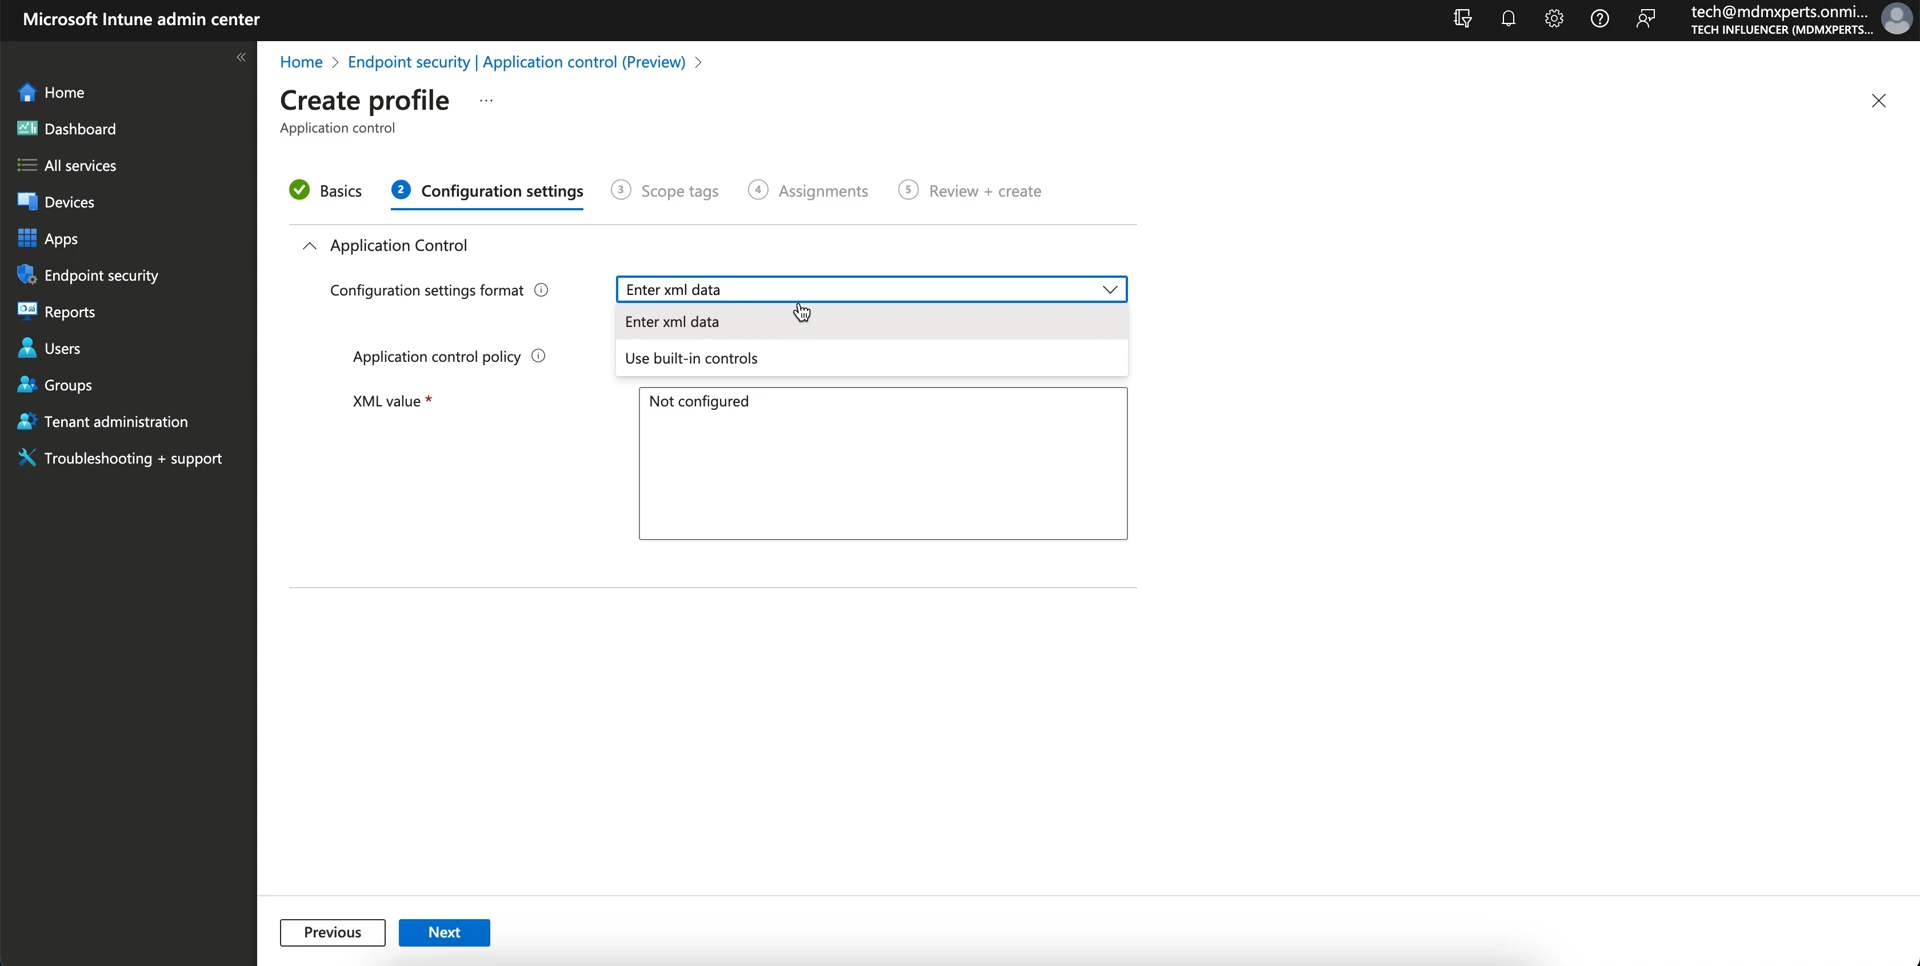 Microsoft Intune admin center
tech@mdmxperts.onmi...
TECH INFLUENCER (MDMXPERTS...
«
Home
Dashboard
All services
Devices
Apps
Endpoint security
Reports
Users
Groups
Tenant administration
Troubleshooting + support
Home > Endpoint security | Application control (Preview) >
Create profile ...
Application control
Basics 2 Configuration settings 3 Scope tags 4 Assignments 5 Review + create
Application Control
Configuration settings format
Enter xml data
Enter xml data
Use built-in controls
Application control policy
XML value *
Not configured
Previous Next